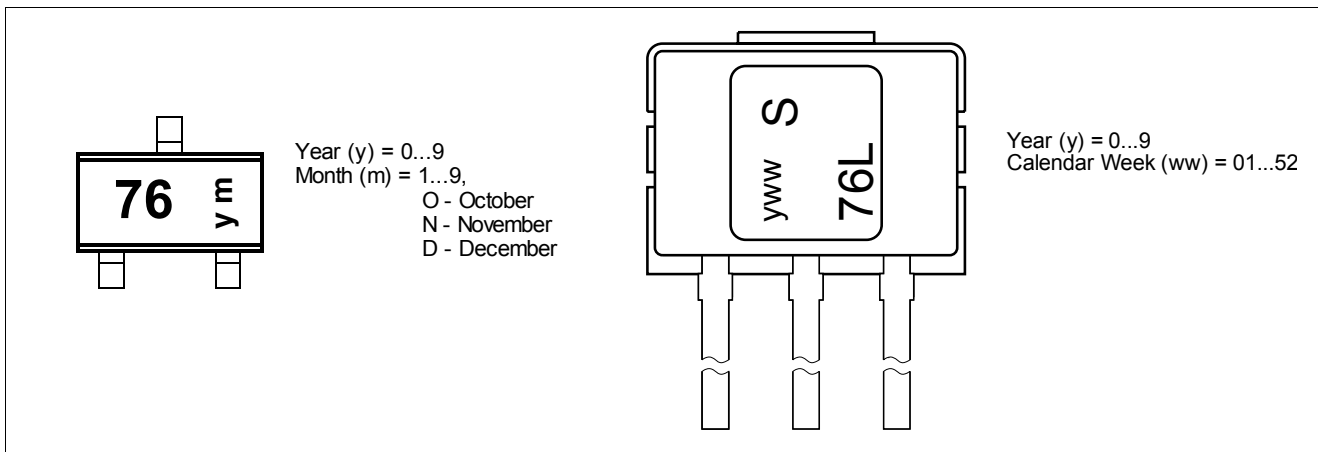 76
y m
Year (y) = 0...9
Month (m) = 1...9,
O - October
N - November
D - December
yww S
76L
Year (y) = 0...9
Calendar Week (ww) = 01...52